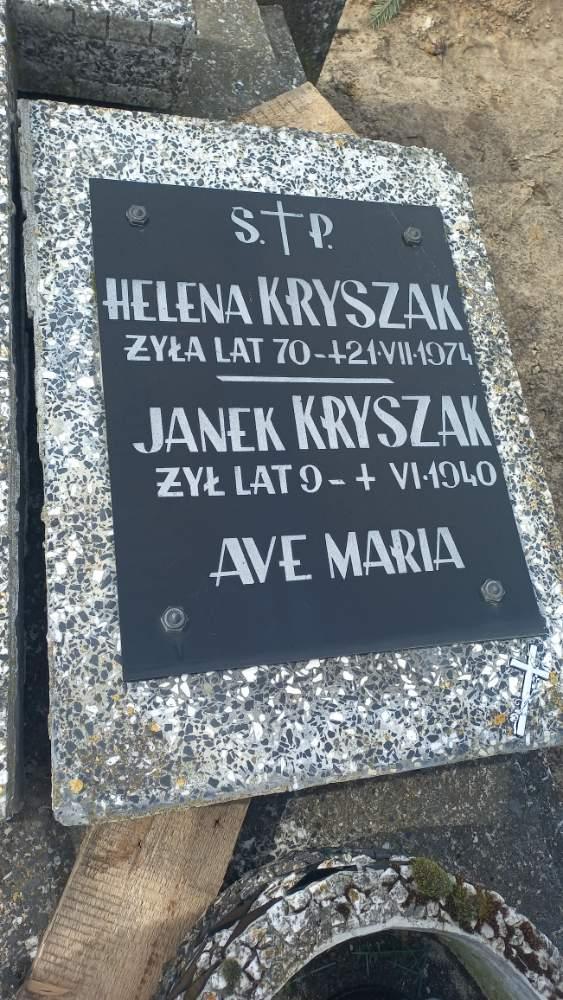 S.†P.
HELENA KRYSZAK
ŻYŁA LAT 70-+21·VII·1974
JANEK KRYSZAK
ŻYŁ LAT 9-+ VI·1940
AVE MARIA